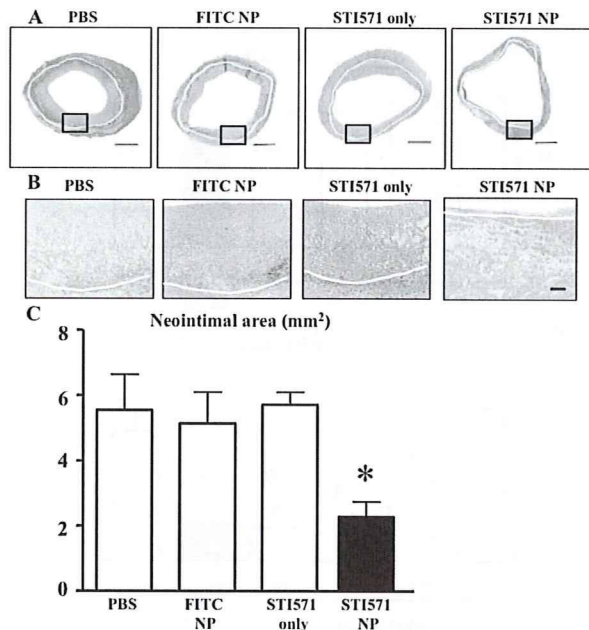 A PBS FITC NP STI571 only STI571 NP
B PBS FITC NP STI571 only STI571 NP
C
Neointimal area (mm²)
8
6
4
2
0
*
PBS FITC NP STI571 only STI571 NP